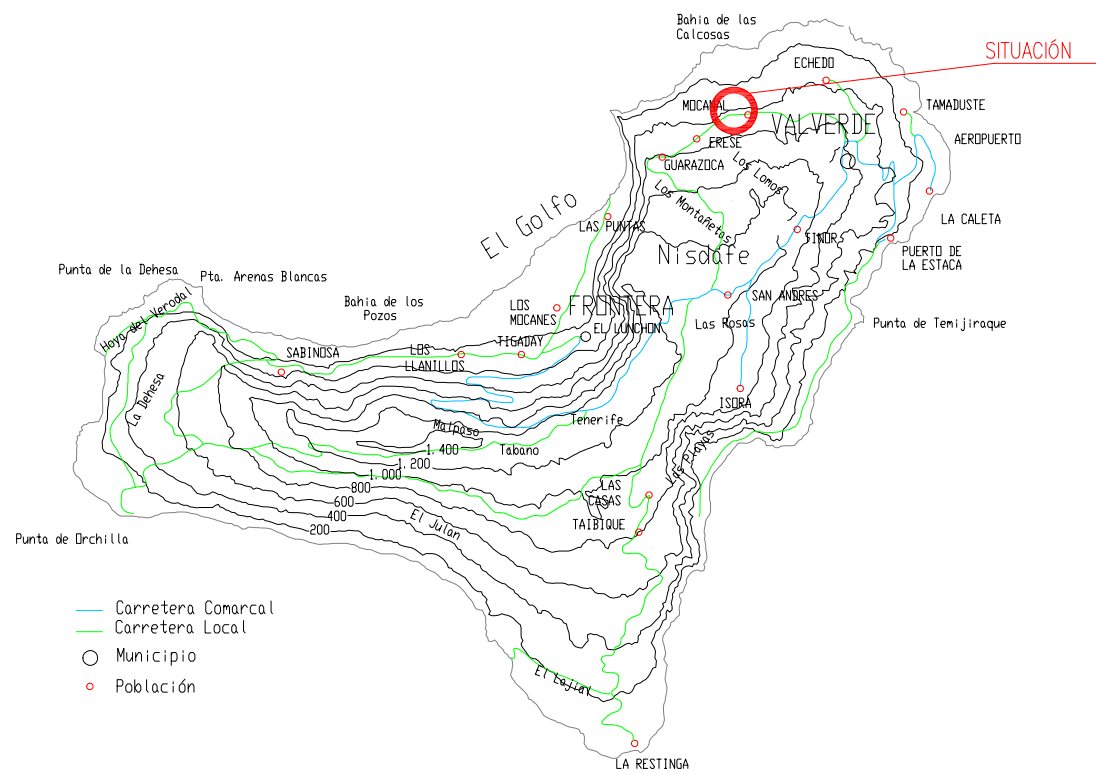 Bahia de las
Calcosas
SITUACIÓN
ECHEDO
MOCANAL
TAMADUSTE
VALVERDE
AEROPUERTO
ERESE
GUARAZOCA
Los Lomos
Las Montañetas
El Golfo
LAS PUNTAS
LA CALETA
TINOR
PUERTO DE
LA ESTACA
Nisdafe
Punta de la Dehesa
Pta. Arenas Blancas
Bahia de los
Pozos
LOS
MOCANES
FRONTERA
SAN ANDRES
Hoya del Verodal
EL LUNCHON
Las Rosas
Punta de Temijiraque
TIGADAY
SABINOSA
LOS
LLANILLOS
La Dehesa
ISORA
Malpaso
Tenerife
Tabano
1.400
1.200
1.000
800
600
400
200
Las Playas
LAS
CASAS
TAIBIQUE
El Julan
Punta de Orchilla
Carretera Comarcal
Carretera Local
Municipio
Población
El Lajial
LA RESTINGA